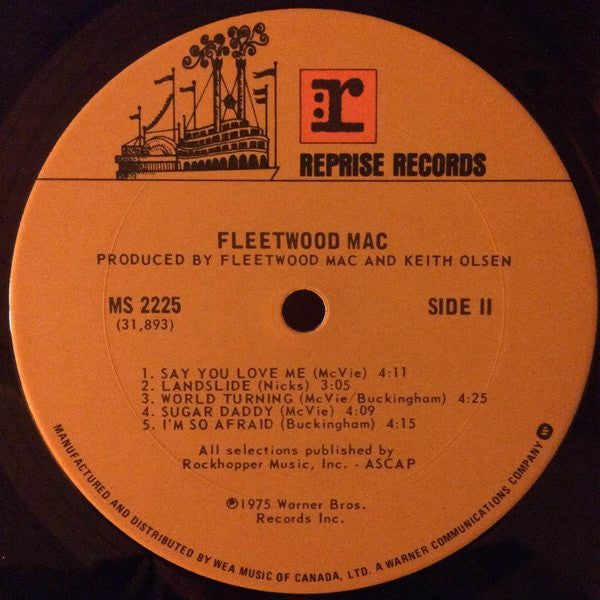 r
REPRISE RECORDS
FLEETWOOD MAC
PRODUCED BY FLEETWOOD MAC AND KEITH OLSEN
MS 2225
(31,893)
SIDE II
1. SAY YOU LOVE ME (McVie) 4:11
2. LANDSLIDE (Nicks) 3:05
3. WORLD TURNING (McVie/Buckingham) 4:25
4. SUGAR DADDY (McVie) 4:09
5. I'M SO AFRAID (Buckingham) 4:15
All selections published by
Rockhopper Music, Inc. - ASCAP
℗1975 Warner Bros.
Records Inc.
MANUFACTURED AND DISTRIBUTED BY WEA MUSIC OF CANADA, LTD. A WARNER COMMUNICATIONS COMPANY